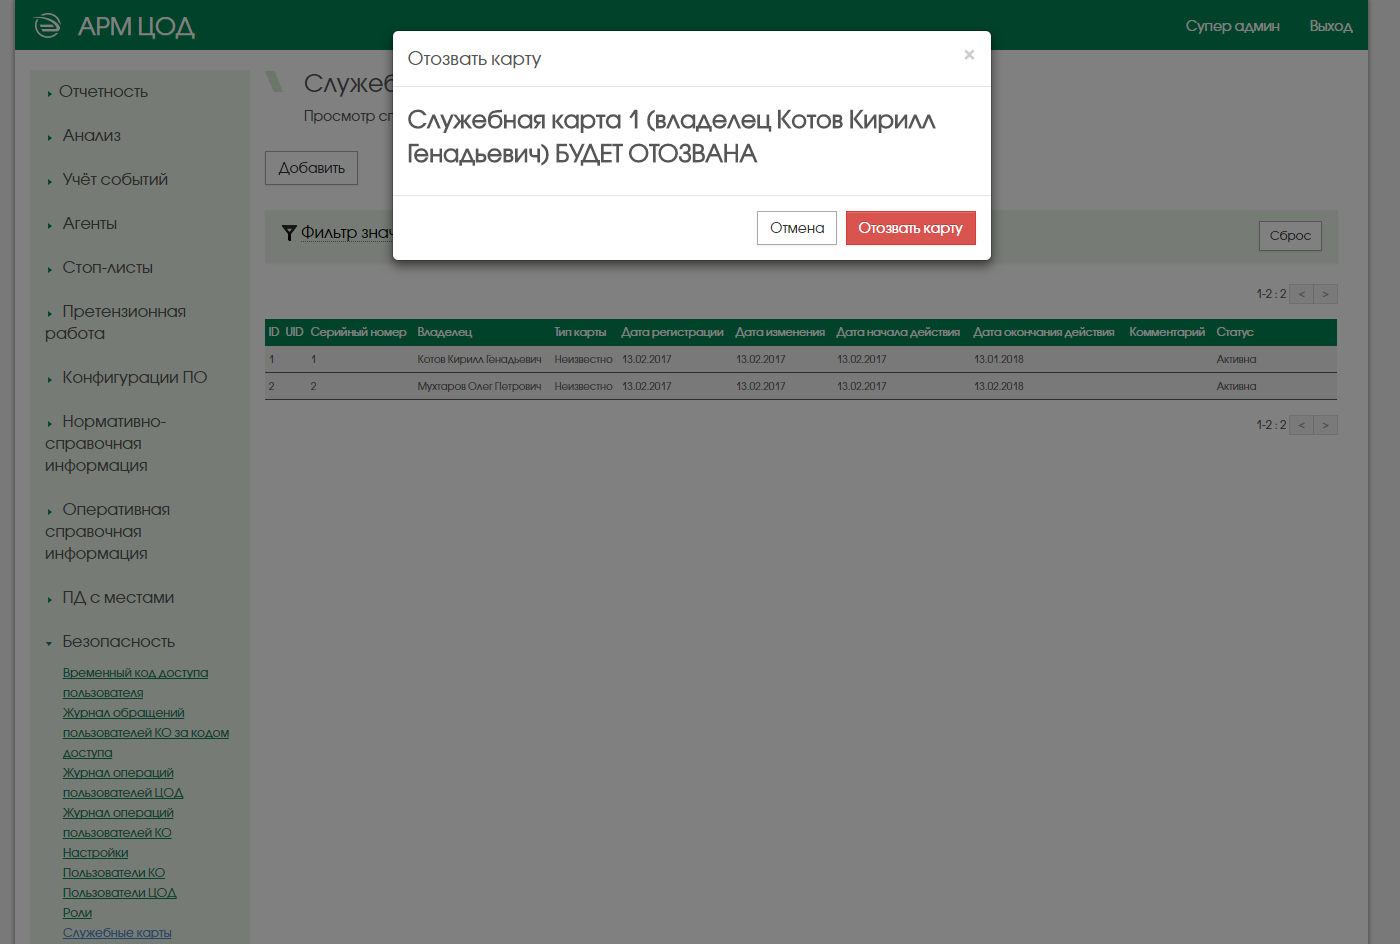 АРМ ЦОД
Супер админ
Выход
Отчетность
Анализ
Учёт событий
Агенты
Стоп-листы
Претензионная
работа
Конфигурации ПО
Нормативно-
справочная
информация
Оперативная
справочная
информация
ПД с местами
Безопасность
Временный код доступа
пользователя
Журнал обращений
пользователей КО за кодом
доступа
Журнал операций
пользователей ЦОД
Журнал операций
пользователей КО
Настройки
Пользователи КО
Пользователи ЦОД
Роли
Служебные карты
Отозвать карту ×
Служебная карта 1 (владелец Котов Кирилл
Генадьевич) БУДЕТ ОТОЗВАНА
Отмена Отозвать карту
Служеб
Просмотр сп
Добавить
Фильтр знач
Сброс
1-2 : 2 < >
ID UID Серийный номер Владелец Тип карты Дата регистрации Дата изменения Дата начала действия Дата окончания действия Комментарий Статус
1 1 Котов Кирилл Генадьевич Неизвестно 13.02.2017 13.02.2017 13.02.2017 13.01.2018 Активна
2 2 Мухтаров Олег Петрович Неизвестно 13.02.2017 13.02.2017 13.02.2017 13.02.2018 Активна
1-2 : 2 < >